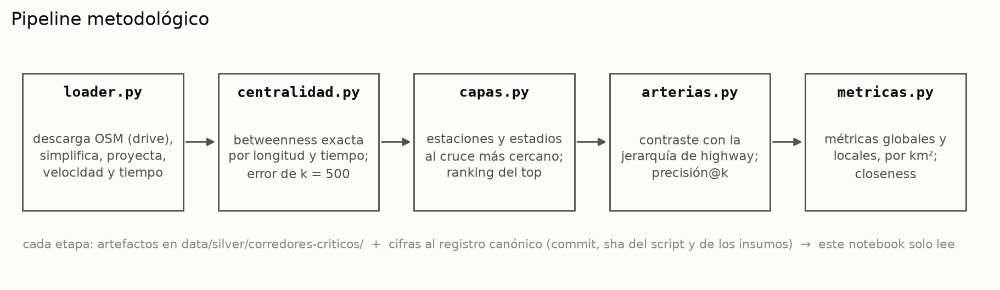 Pipeline metodológico
loader.py
descarga OSM (drive),
simplifica, proyecta,
velocidad y tiempo
centralidad.py
betweenness exacta
por longitud y tiempo;
error de k = 500
capas.py
estaciones y estadios
al cruce más cercano;
ranking del top
arterias.py
contraste con la
jerarquía de highway;
precisión@k
metricas.py
métricas globales y
locales, por km²;
closeness
cada etapa: artefactos en data/silver/corredores-criticos/ + cifras al registro canónico (commit, sha del script y de los insumos) → este notebook solo lee